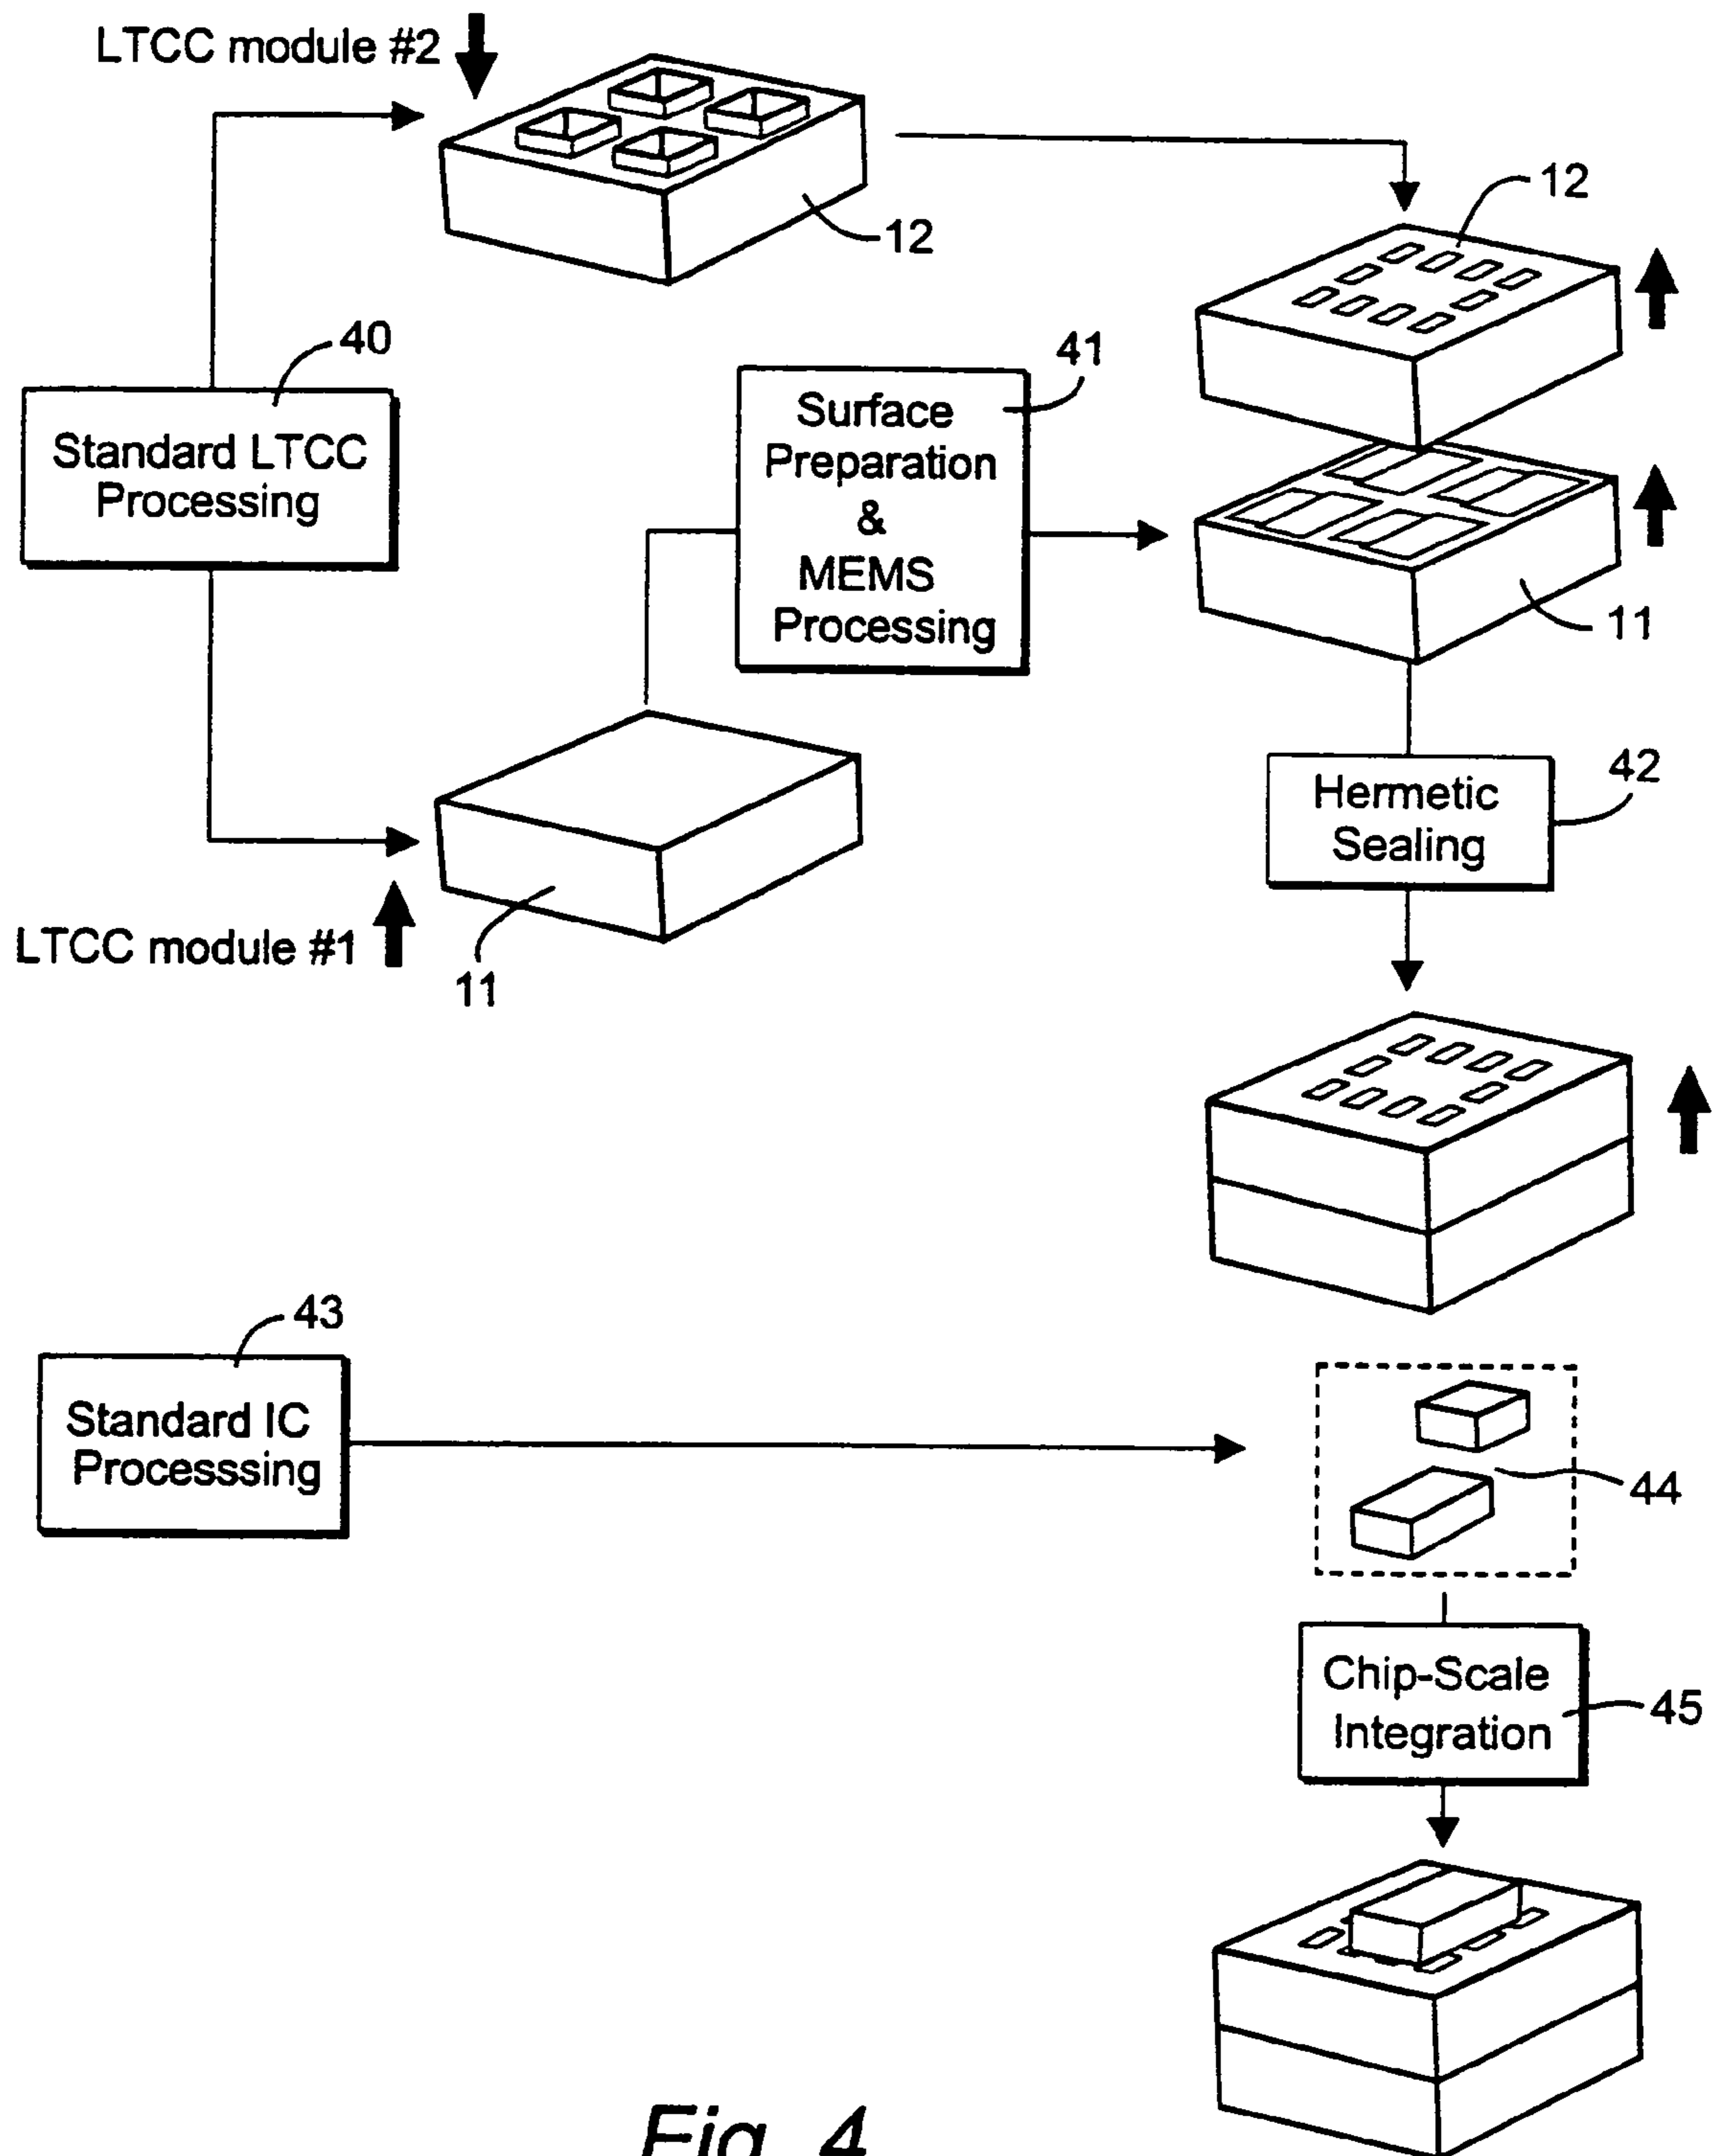 LTCC module #2
12
12
40
Standard LTCC
Processing
41
Surface
Preparation
&
MEMS
Processing
11
42
Hermetic
Sealing
LTCC module #1
11
43
Standard IC
Processsing
44
Chip-Scale
Integration
45
Fig. 4